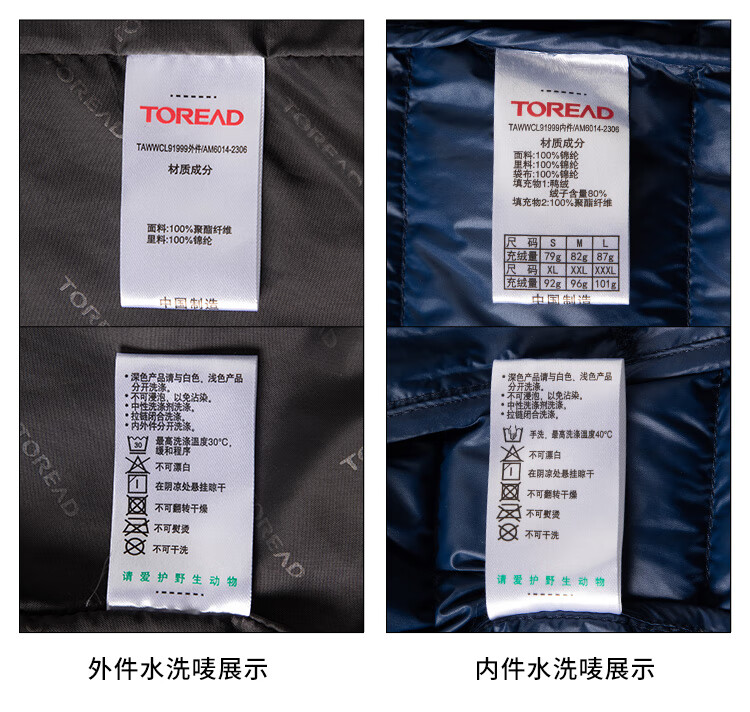 TOREAD
TAWWCL91999外件/AM6014-2306
材质成分
面料:100%聚酯纤维
里料:100%锦纶
中国制造
TOREAD
TAWWCL91999内件/AM6014-2306
材质成分
面料:100%锦纶
里料:100%锦纶
袋布:100%锦纶
填充物1:鸭绒
绒子含量80%
填充物2:100%聚酯纤维
尺 码 S M L
充绒量 79g 82g 87g
尺 码 XL XXL XXXL
充绒量 92g 96g 101g
中国制造
• 深色产品请与白色、浅色产品
分开洗涤。
• 不可浸泡，以免沾染。
• 中性洗涤剂洗涤。
• 拉链闭合洗涤。
• 内外件分开洗涤。
30 最高洗涤温度30°C，
缓和程序
不可漂白
在阴凉处悬挂晾干
不可翻转干燥
不可熨烫
不可干洗
请爱护野生动物
• 深色产品请与白色、浅色产品
分开洗涤。
• 不可浸泡，以免沾染。
• 中性洗涤剂洗涤。
• 拉链闭合洗涤。
手洗，最高洗涤温度40°C
不可漂白
在阴凉处悬挂晾干
不可翻转干燥
不可熨烫
不可干洗
请爱护野生动物
TOREAD
TOREAD
TOREAD
TOREAD
外件水洗唛展示
内件水洗唛展示